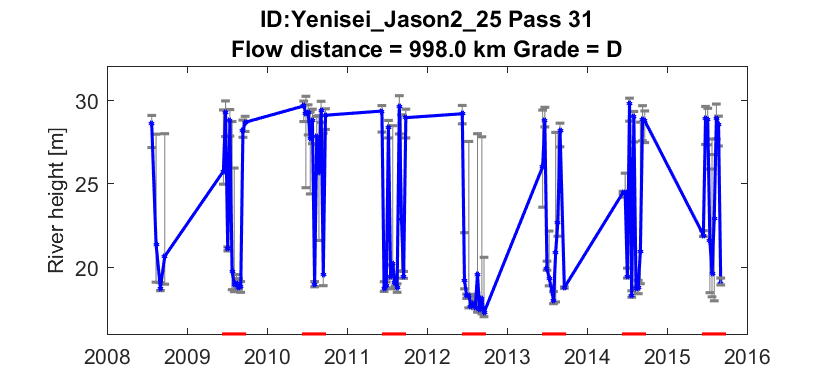 ID:Yenisei_Jason2_25 Pass 31
Flow distance = 998.0 km Grade = D
River height [m]
30
25
20
2008 2009 2010 2011 2012 2013 2014 2015 2016